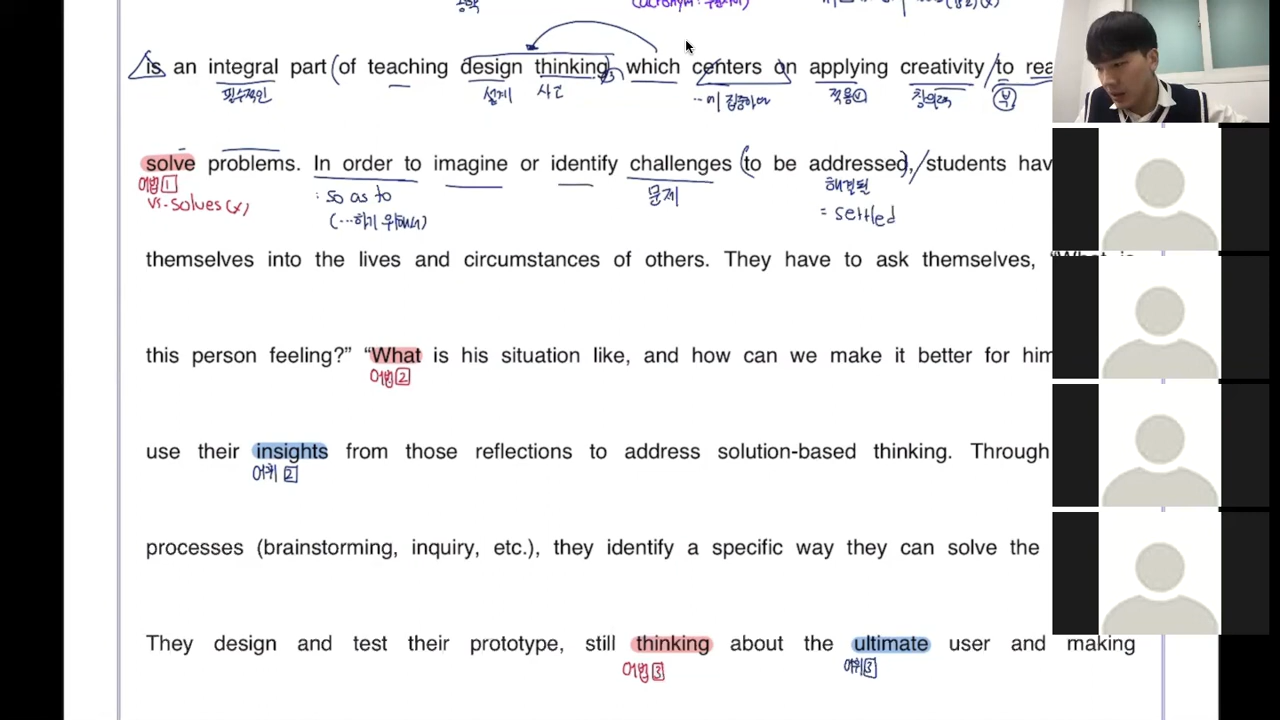 is an integral part (of teaching design thinking, which centers on applying creativity to rea
필수적인 설계 사고 …에 집중하여 적용 창의력 부
solve problems. In order to imagine or identify challenges (to be addressed), students hav
어법 1 : so as to 문제 해결될
vs. solves (x) (…하기 위해서) = settled
themselves into the lives and circumstances of others. They have to ask themselves, "What is
this person feeling?” “What is his situation like, and how can we make it better for him
어법 2
use their insights from those reflections to address solution-based thinking. Through
어휘 2
processes (brainstorming, inquiry, etc.), they identify a specific way they can solve the
They design and test their prototype, still thinking about the ultimate user and making
어법 3 어휘 3